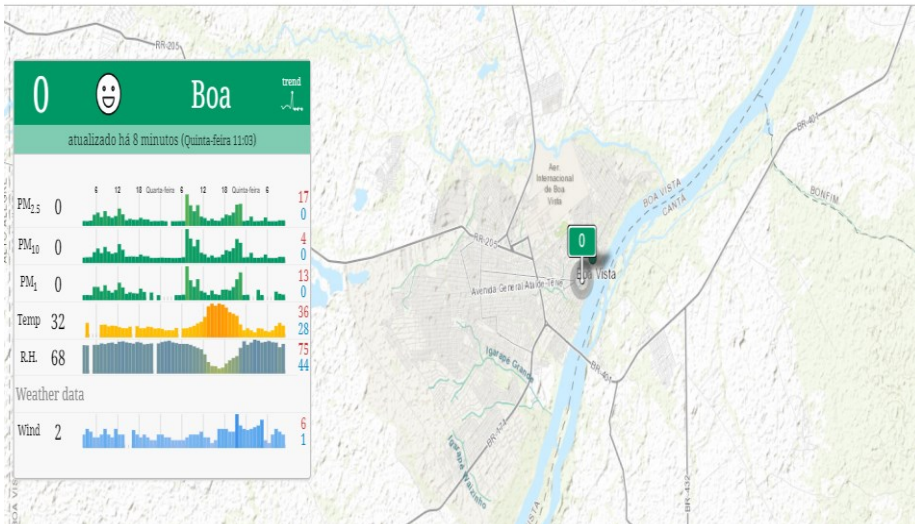 RR-205
0 Boa trend
atualizado há 8 minutos (Quinta-feira 11:03)
6 12 18 Quarta-feira 6 12 18 Quinta-feira 6
PM2.5 0 17
0
PM10 0 4
0
PM1 0 13
0
Temp 32 36
28
R.H. 68 75
44
Weather data
Wind 2 6
1
BR-401
Aer
Internacional
de Boa
Vista
BOA VISTA
CANTÁ
BONFIM
RR-205
0
Boa Vista
Avenida General Ataíde Teive
Igarapé Grande
BR-401
BR-174
BR-432